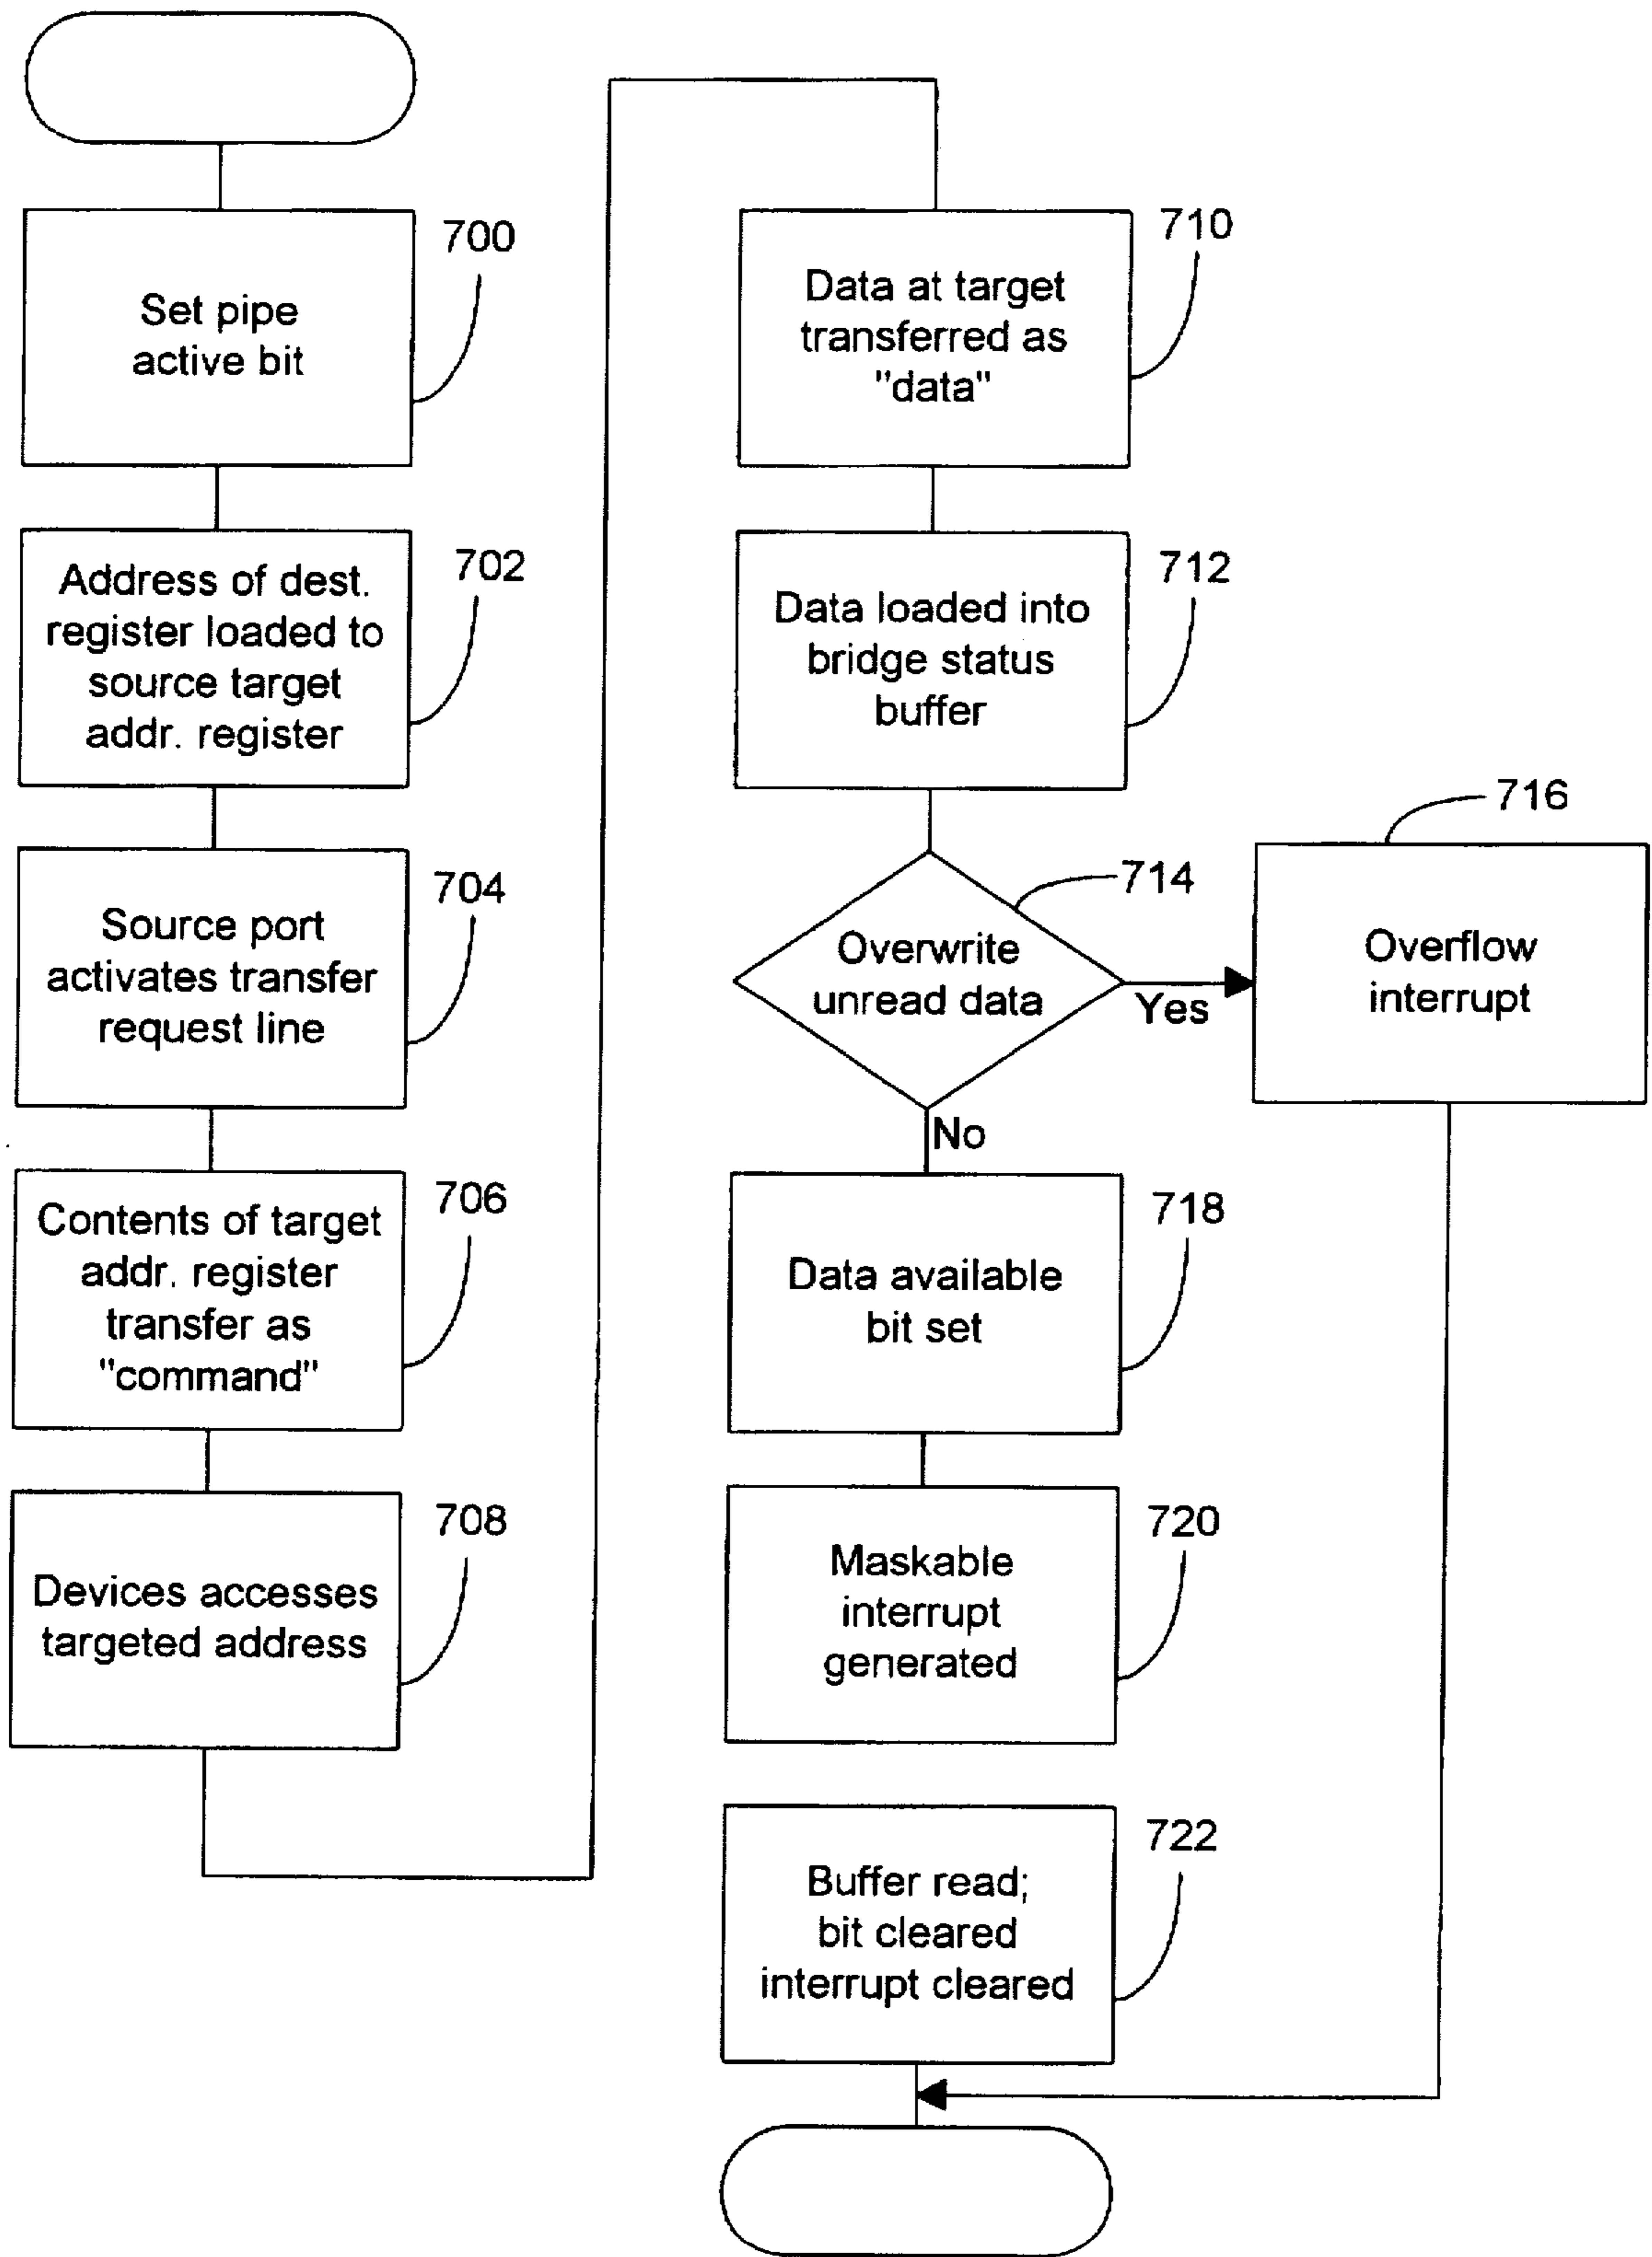 700
Set pipe
active bit
702
Address of dest.
register loaded to
source target
addr. register
704
Source port
activates transfer
request line
706
Contents of target
addr. register
transfer as
"command"
708
Devices accesses
targeted address
710
Data at target
transferred as
"data"
712
Data loaded into
bridge status
buffer
714
Overwrite
unread data
Yes
716
Overflow
interrupt
No
718
Data available
bit set
720
Maskable
interrupt
generated
722
Buffer read;
bit cleared
interrupt cleared